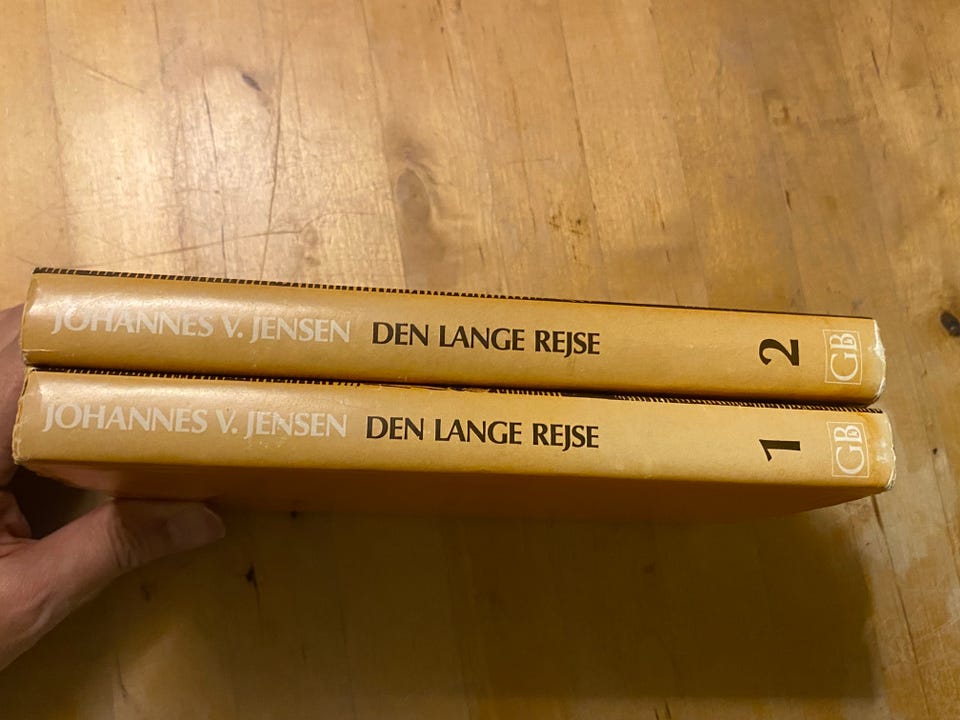 JOHANNES V. JENSEN DEN LANGE REJSE 2 GB
JOHANNES V. JENSEN DEN LANGE REJSE 1 GB